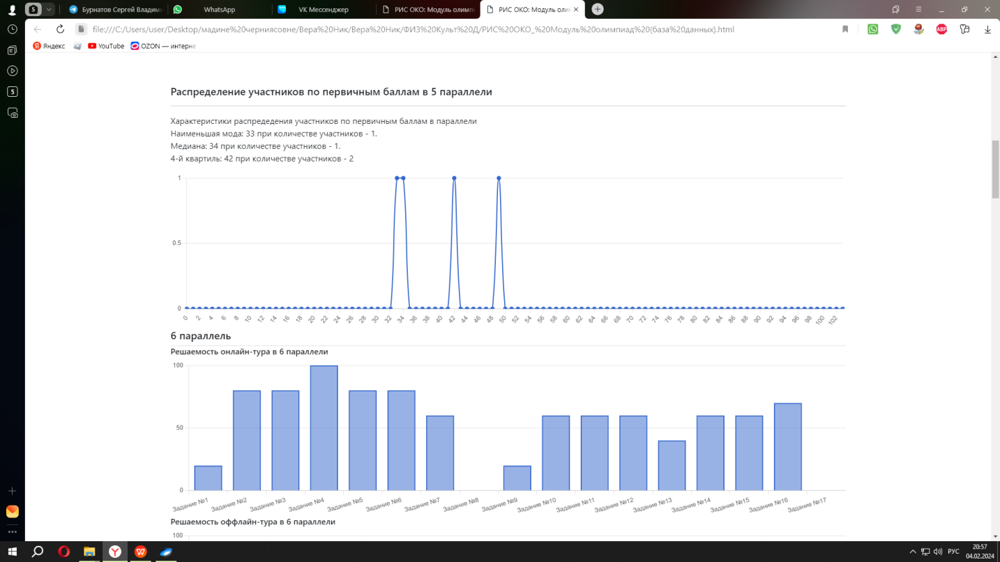 5
Бурнатов Сергей Владими
WhatsApp
VK Мессенджер
РИС ОКО: Модуль олимп
РИС ОКО: Модуль оли
file:///C:/Users/user/Desktop/мадине%20черниясовне/Вера%20Ник/Вера%20Ник/ФИЗ%20Культ%20Д/РИС%20ОКО_%20Модуль%20олимпиад%20(база%20данных).html
ABP
Яндекс
YouTube
OZON — интерне
5
Распределение участников по первичным баллам в 5 параллели
Характеристики распредедения участников по первичным баллам в параллели
Наименьшая мода: 33 при количестве участников - 1.
Медиана: 34 при количестве участников - 1.
4-й квартиль: 42 при количестве участников - 2
1
0.5
0
0 2 4 6 8 10 12 14 16 18 20 22 24 26 28 30 32 34 36 38 40 42 44 46 48 50 52 54 56 58 60 62 64 66 68 70 72 74 76 78 80 82 84 86 88 90 92 94 96 98 100 102
6 параллель
Решаемость онлайн-тура в 6 параллели
100
50
0
Задание №1 Задание №2 Задание №3 Задание №4 Задание №5 Задание №6 Задание №7 Задание №8 Задание №9 Задание №10 Задание №11 Задание №12 Задание №13 Задание №14 Задание №15 Задание №16 Задание №17
Решаемость оффлайн-тура в 6 параллели
100
РУС
20:57
04.02.2024